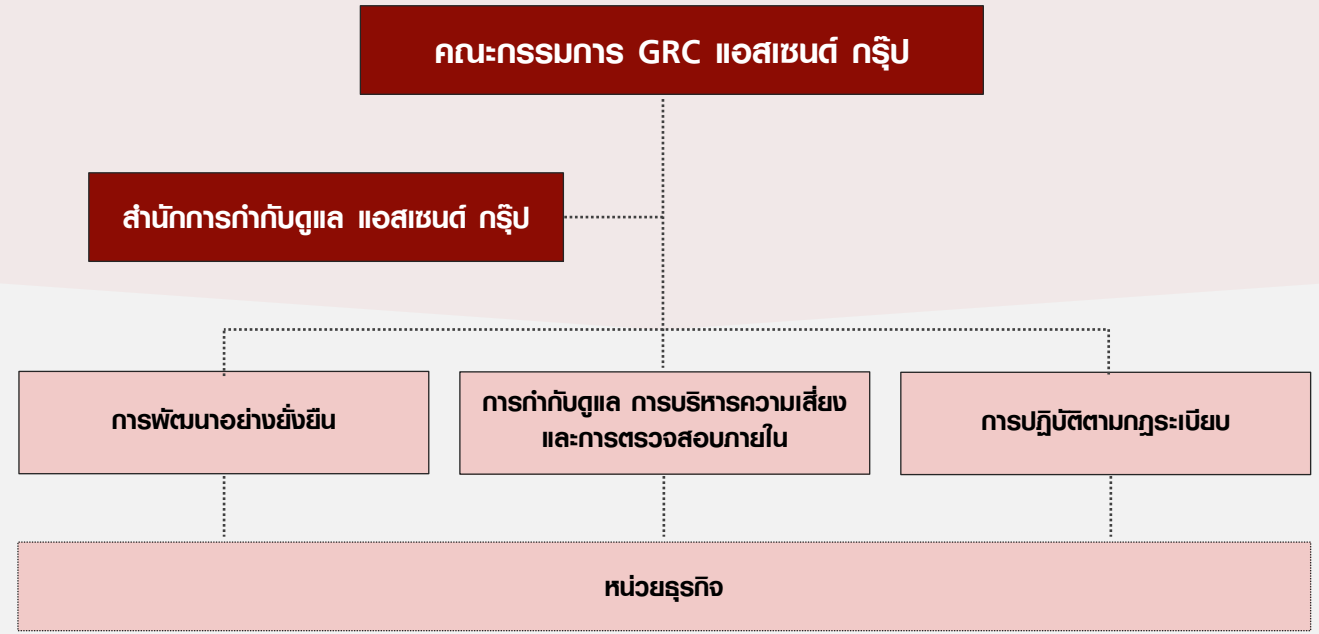 คณะกรรมการ GRC แอสเซนด์ กรุ๊ป
สำนักการกำกับดูแล แอสเซนด์ กรุ๊ป
การพัฒนาอย่างยั่งยืน
การกำกับดูแล การบริหารความเสี่ยง
และการตรวจสอบภายใน
การปฏิบัติตามกฎระเบียบ
หน่วยธุรกิจ